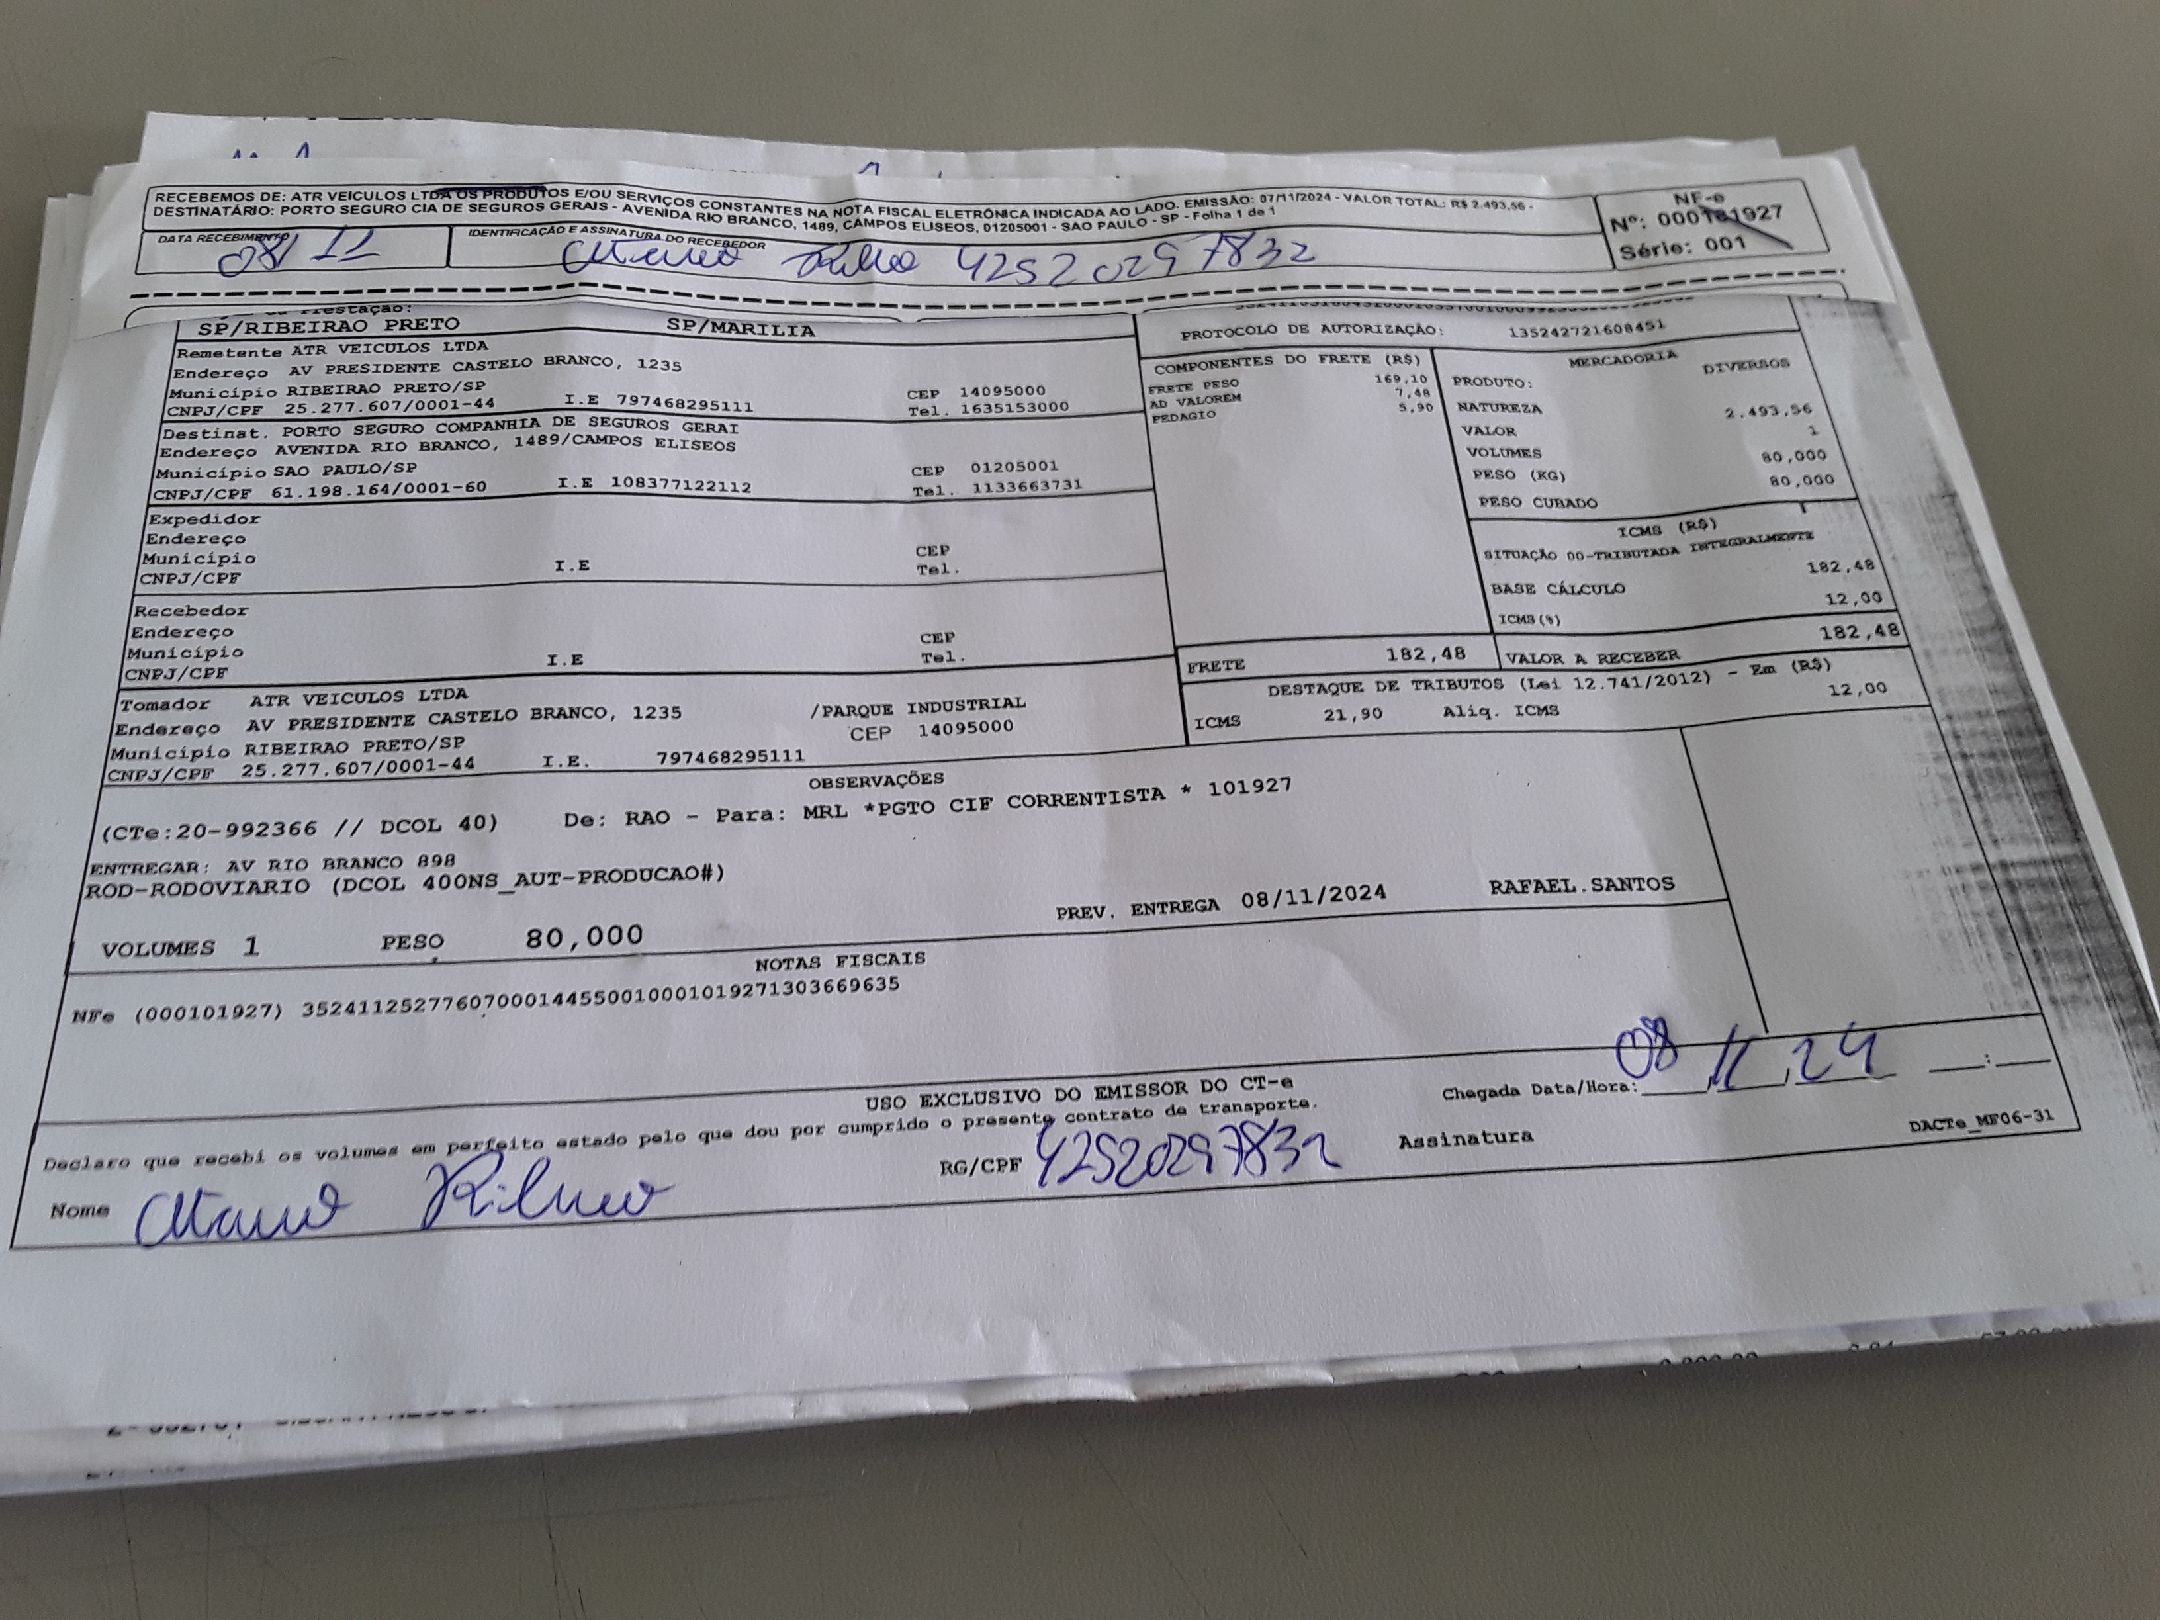 RECEBEMOS DE: ATR VEICULOS LTDA OS PRODUTOS E/OU SERVIÇOS CONSTANTES NA NOTA FISCAL ELETRÔNICA INDICADA AO LADO. EMISSÃO: 07/11/2024 - VALOR TOTAL: R$ 2.493,56 -
DESTINATÁRIO: PORTO SEGURO CIA DE SEGUROS GERAIS - AVENIDA RIO BRANCO, 1489, CAMPOS ELISEOS, 01205001 - SAO PAULO - SP - Folha 1 de 1
NF-e
Nº: 000101927
Série: 001
DATA RECEBIMENTO
08/11
IDENTIFICAÇÃO E ASSINATURA DO RECEBEDOR
42520297832
SP/RIBEIRAO PRETO SP/MARILIA
PROTOCOLO DE AUTORIZAÇÃO: 135242721608451
Remetente ATR VEICULOS LTDA
Endereço AV PRESIDENTE CASTELO BRANCO, 1235
Município RIBEIRAO PRETO/SP CEP 14095000
CNPJ/CPF 25.277.607/0001-44 I.E 797468295111 Tel. 1635153000
Destinat. PORTO SEGURO COMPANHIA DE SEGUROS GERAI
Endereço AVENIDA RIO BRANCO, 1489/CAMPOS ELISEOS
Município SAO PAULO/SP CEP 01205001
CNPJ/CPF 61.198.164/0001-60 I.E 108377122112 Tel. 1133663731
Expedidor
Endereço
Município CEP
CNPJ/CPF I.E Tel.
Recebedor
Endereço
Município CEP
CNPJ/CPF I.E Tel.
Tomador ATR VEICULOS LTDA
Endereço AV PRESIDENTE CASTELO BRANCO, 1235 /PARQUE INDUSTRIAL
Município RIBEIRAO PRETO/SP CEP 14095000
CNPJ/CPF 25.277.607/0001-44 I.E. 797468295111
COMPONENTES DO FRETE (R$)
FRETE PESO 169,10
AD VALOREM 7,48
PEDAGIO 5,90
MERCADORIA
PRODUTO: DIVERSOS
NATUREZA
VALOR 2.493,56
VOLUMES 1
PESO (KG) 80,000
PESO CUBADO 80,000
ICMS (R$)
SITUAÇÃO 00-TRIBUTADA INTEGRALMENTE
BASE CÁLCULO 182,48
ICMS(%) 12,00
FRETE 182,48
VALOR A RECEBER 182,48
DESTAQUE DE TRIBUTOS (Lei 12.741/2012) - Em (R$)
ICMS 21,90 Aliq. ICMS 12,00
OBSERVAÇÕES
(CTe:20-992366 // DCOL 40) De: RAO - Para: MRL *PGTO CIF CORRENTISTA * 101927
ENTREGAR: AV RIO BRANCO 898
ROD-RODOVIARIO (DCOL 400NS_AUT-PRODUCAO#)
PREV. ENTREGA 08/11/2024 RAFAEL.SANTOS
VOLUMES 1 PESO 80,000
NOTAS FISCAIS
NFe (000101927) 35241125277607000144550010001019271303669635
USO EXCLUSIVO DO EMISSOR DO CT-e
Chegada Data/Hora: 08/11/24 __:__
Declaro que recebi os volumes em perfeito estado pelo que dou por cumprido o presente contrato de transporte.
Nome
RG/CPF 42520297832
Assinatura
DACTe_MF06-31